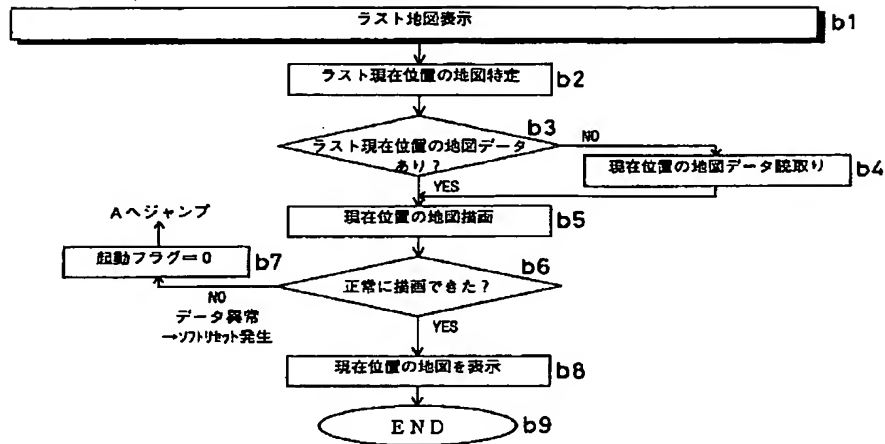 ラスト地図表示
b1
ラスト現在位置の地図特定
b2
b3
ラスト現在位置の地図データ
あり？
NO
YES
現在位置の地図データ読取り
b4
現在位置の地図描画
b5
Aへジャンプ
起動フラグ＝0
b7
b6
正常に描画できた？
NO
データ異常
→ソフトリセット発生
YES
現在位置の地図を表示
b8
END
b9